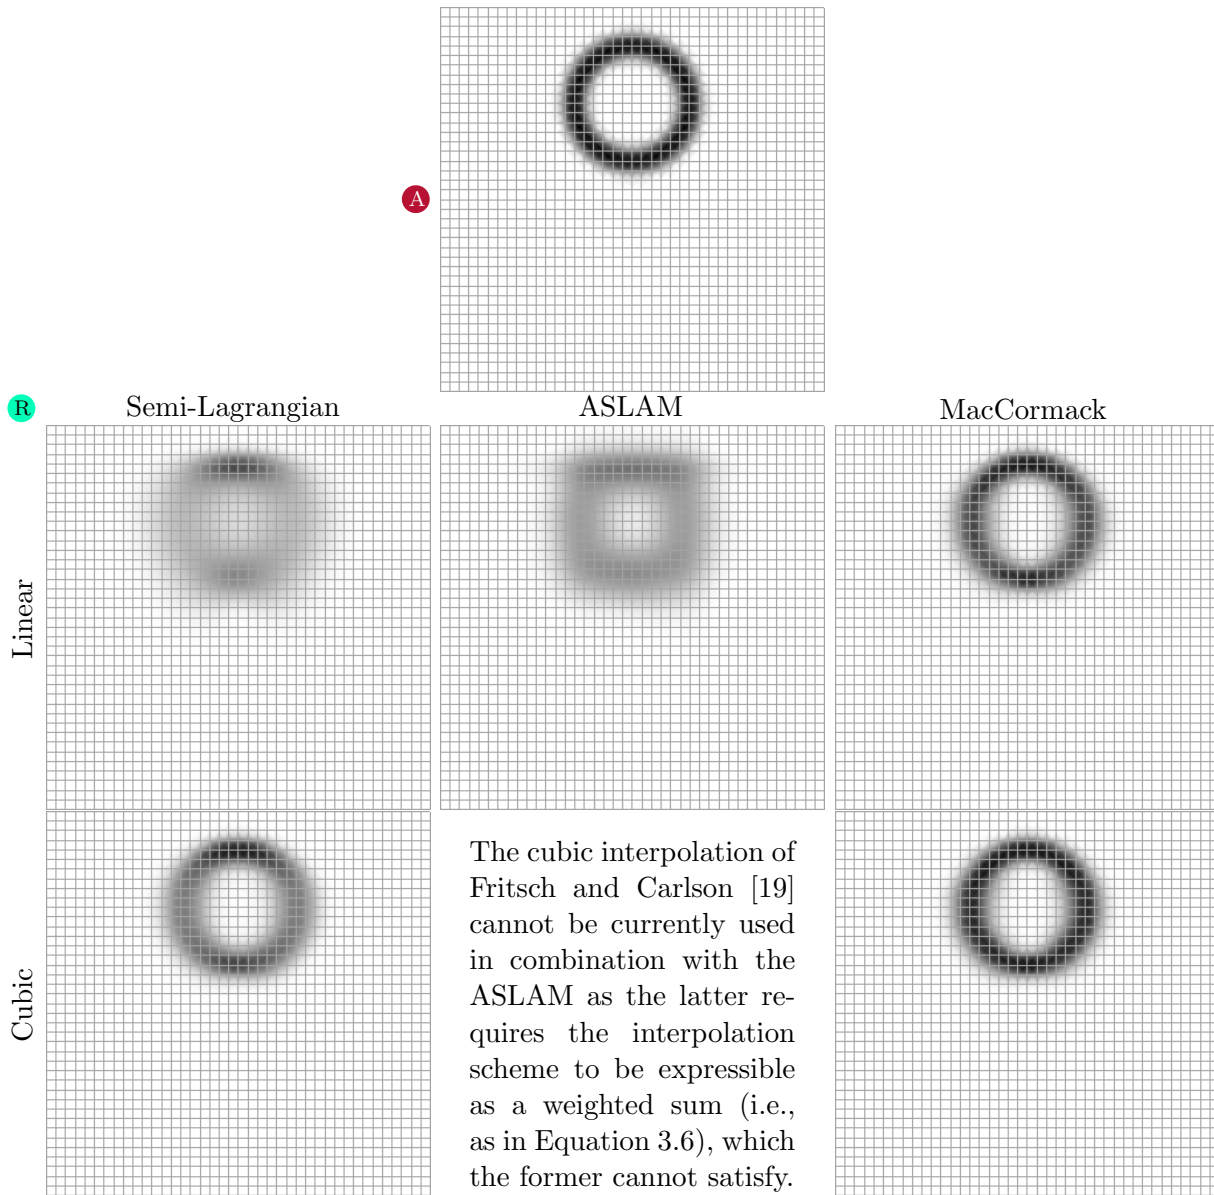 A
R
Semi-Lagrangian
ASLAM
MacCormack
Linear
Cubic
The cubic interpolation of
Fritsch and Carlson [19]
cannot be currently used
in combination with the
ASLAM as the latter re-
quires the interpolation
scheme to be expressible
as a weighted sum (i.e.,
as in Equation 3.6), which
the former cannot satisfy.